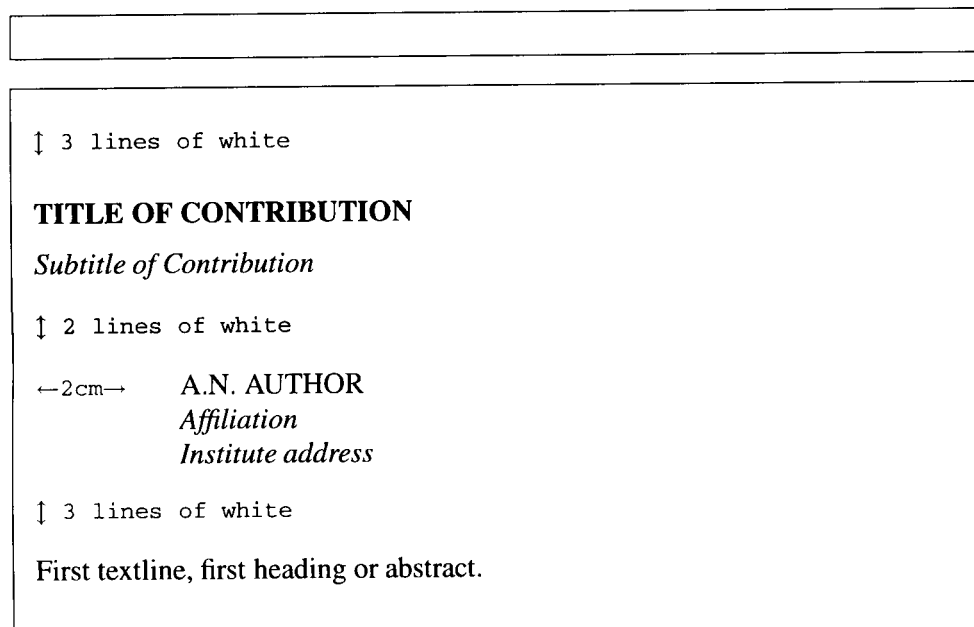 ↕ 3 lines of white
TITLE OF CONTRIBUTION
Subtitle of Contribution
↕ 2 lines of white
←2cm→ A.N. AUTHOR
Affiliation
Institute address
↕ 3 lines of white
First textline, first heading or abstract.